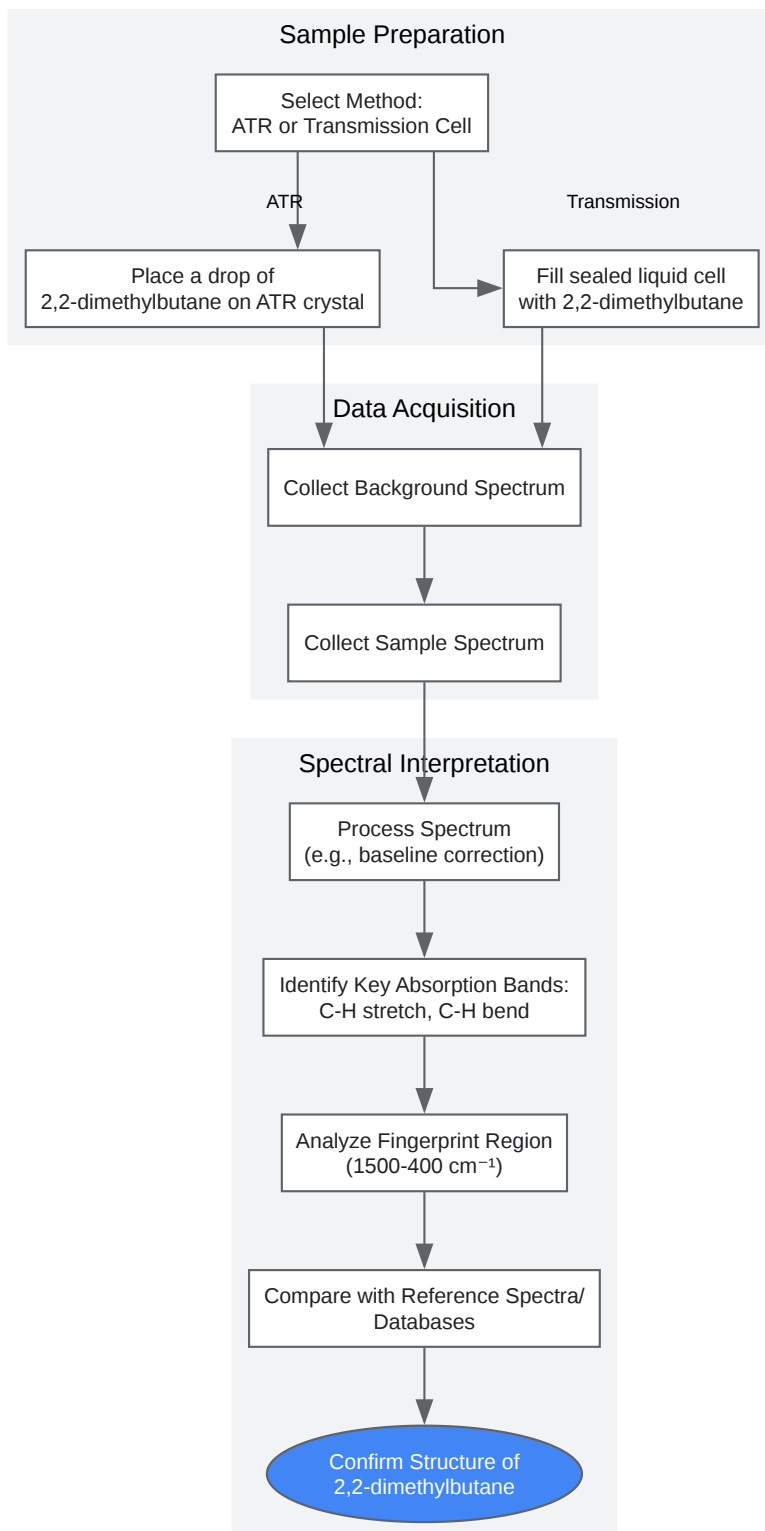 Sample Preparation
Select Method:
ATR or Transmission Cell
ATR
Transmission
Place a drop of
2,2-dimethylbutane on ATR crystal
Fill sealed liquid cell
with 2,2-dimethylbutane
Data Acquisition
Collect Background Spectrum
Collect Sample Spectrum
Spectral Interpretation
Process Spectrum
(e.g., baseline correction)
Identify Key Absorption Bands:
C-H stretch, C-H bend
Analyze Fingerprint Region
(1500-400 cm⁻¹)
Compare with Reference Spectra/
Databases
Confirm Structure of
2,2-dimethylbutane